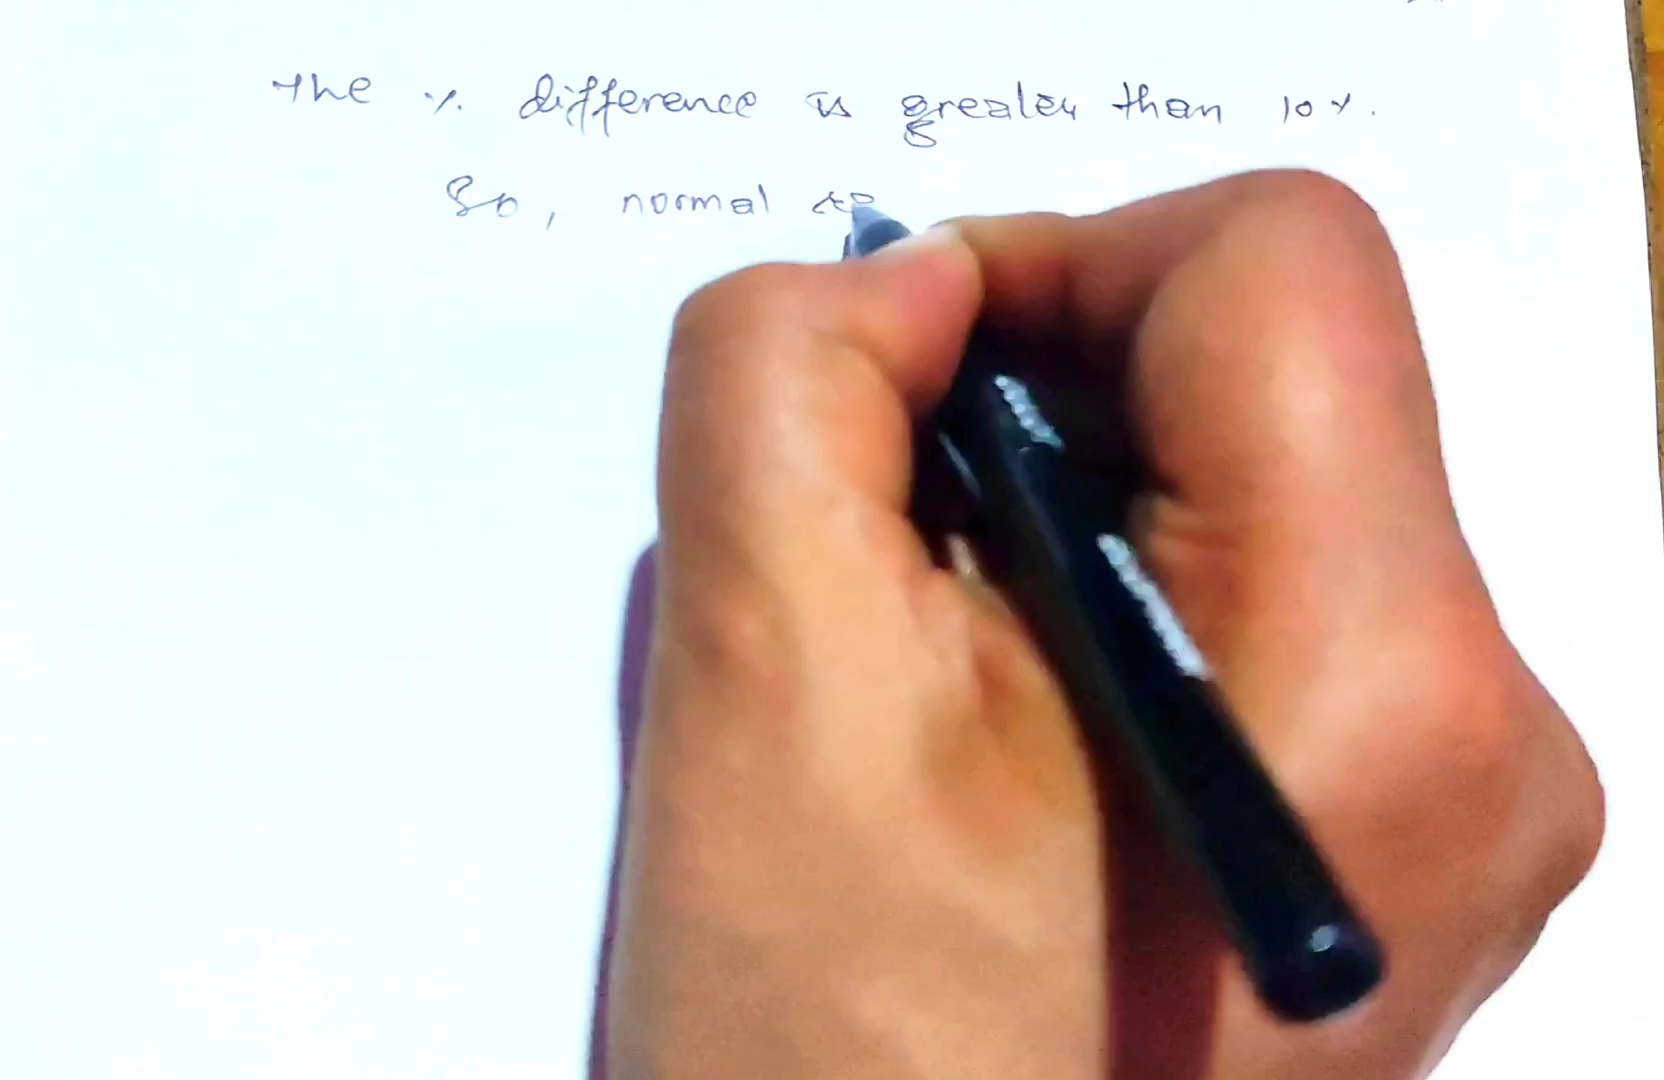 The % difference is greater than 10%.
So, normal